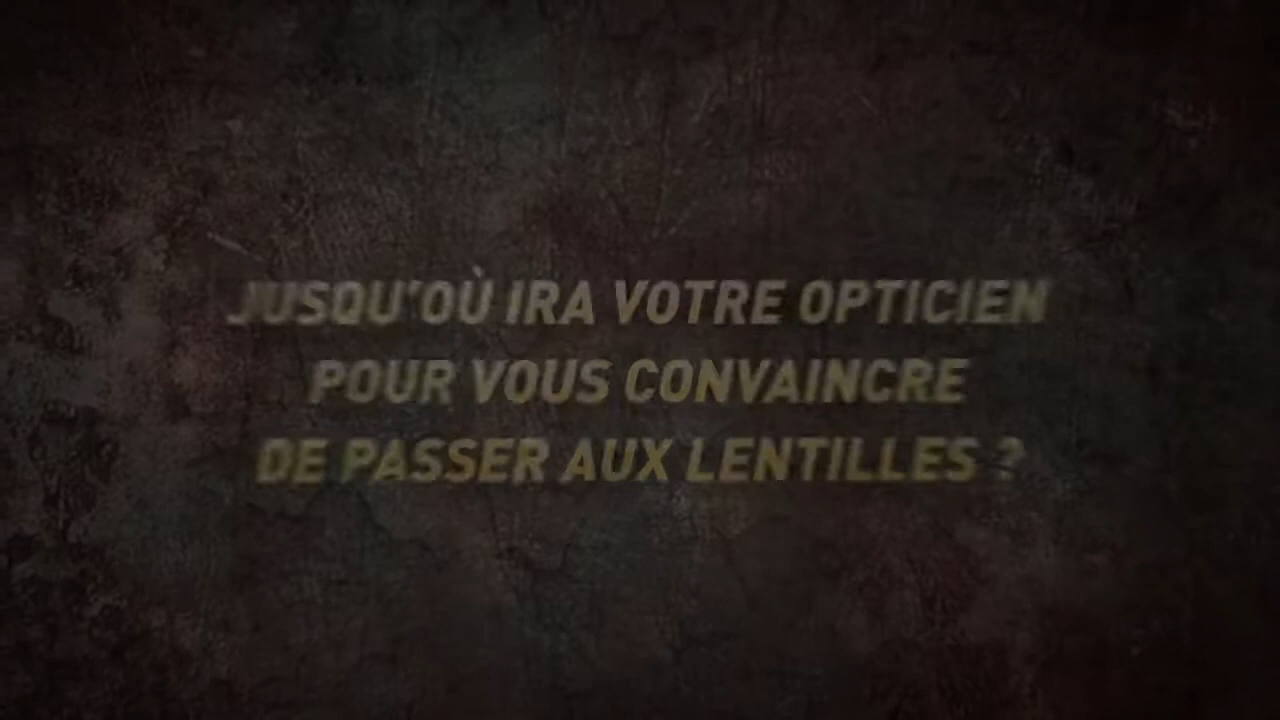 JUSQU'OÙ IRA VOTRE OPTICIEN
POUR VOUS CONVAINCRE
DE PASSER AUX LENTILLES ?